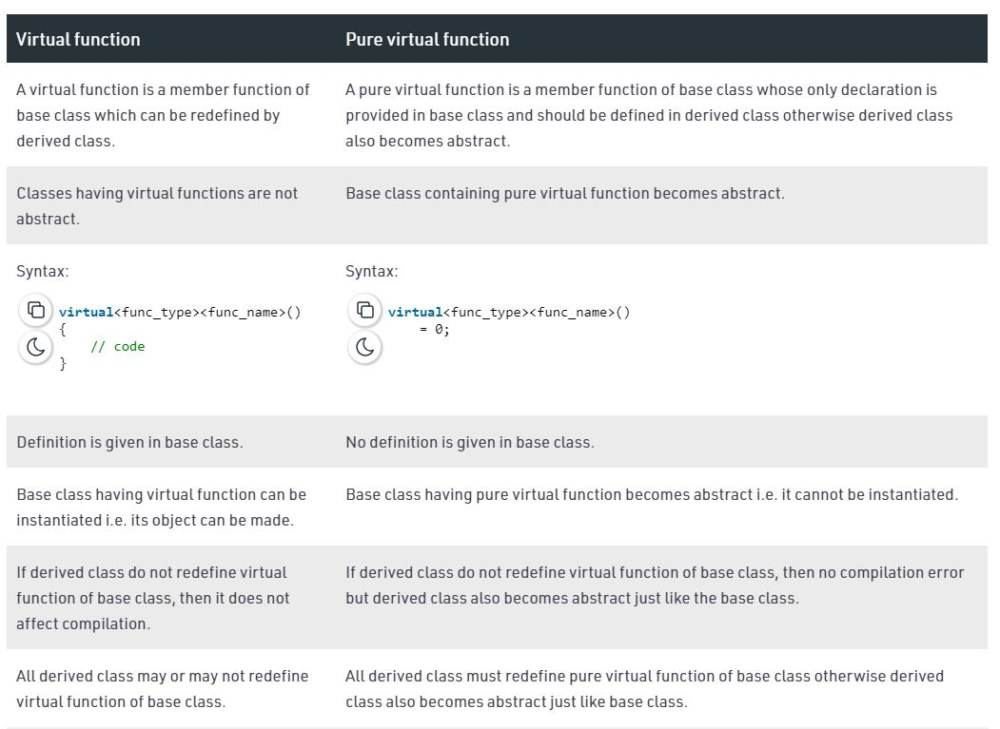 Virtual function
Pure virtual function
A virtual function is a member function of
base class which can be redefined by
derived class.
A pure virtual function is a member function of base class whose only declaration is
provided in base class and should be defined in derived class otherwise derived class
also becomes abstract.
Classes having virtual functions are not
abstract.
Base class containing pure virtual function becomes abstract.
Syntax:
virtual<func_type><func_name>()
{
    // code
}
Syntax:
virtual<func_type><func_name>()
    = 0;
Definition is given in base class.
No definition is given in base class.
Base class having virtual function can be
instantiated i.e. its object can be made.
Base class having pure virtual function becomes abstract i.e. it cannot be instantiated.
If derived class do not redefine virtual
function of base class, then it does not
affect compilation.
If derived class do not redefine virtual function of base class, then no compilation error
but derived class also becomes abstract just like the base class.
All derived class may or may not redefine
virtual function of base class.
All derived class must redefine pure virtual function of base class otherwise derived
class also becomes abstract just like base class.